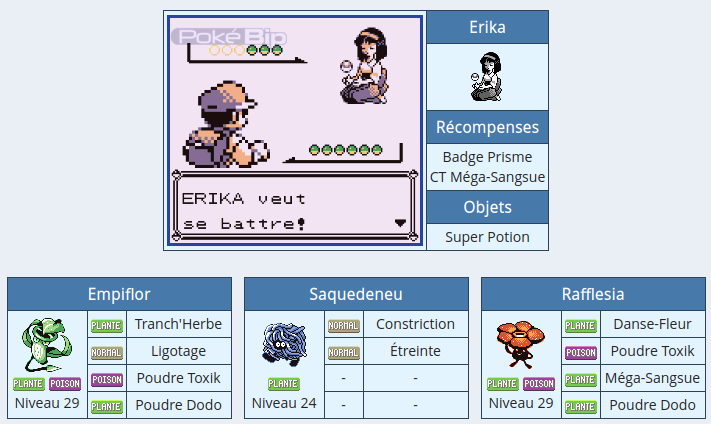 Poké Bip
ERIKA veut
se battre!
Erika
Récompenses
Badge Prisme
CT Méga-Sangsue
Objets
Super Potion
Empiflor
PLANTE Tranch'Herbe
NORMAL Ligotage
POISON Poudre Toxik
PLANTE Poudre Dodo
PLANTE POISON
Niveau 29
Saquedeneu
NORMAL Constriction
NORMAL Étreinte
- -
- -
PLANTE
Niveau 24
Rafflesia
PLANTE Danse-Fleur
POISON Poudre Toxik
PLANTE Méga-Sangsue
PLANTE Poudre Dodo
PLANTE POISON
Niveau 29